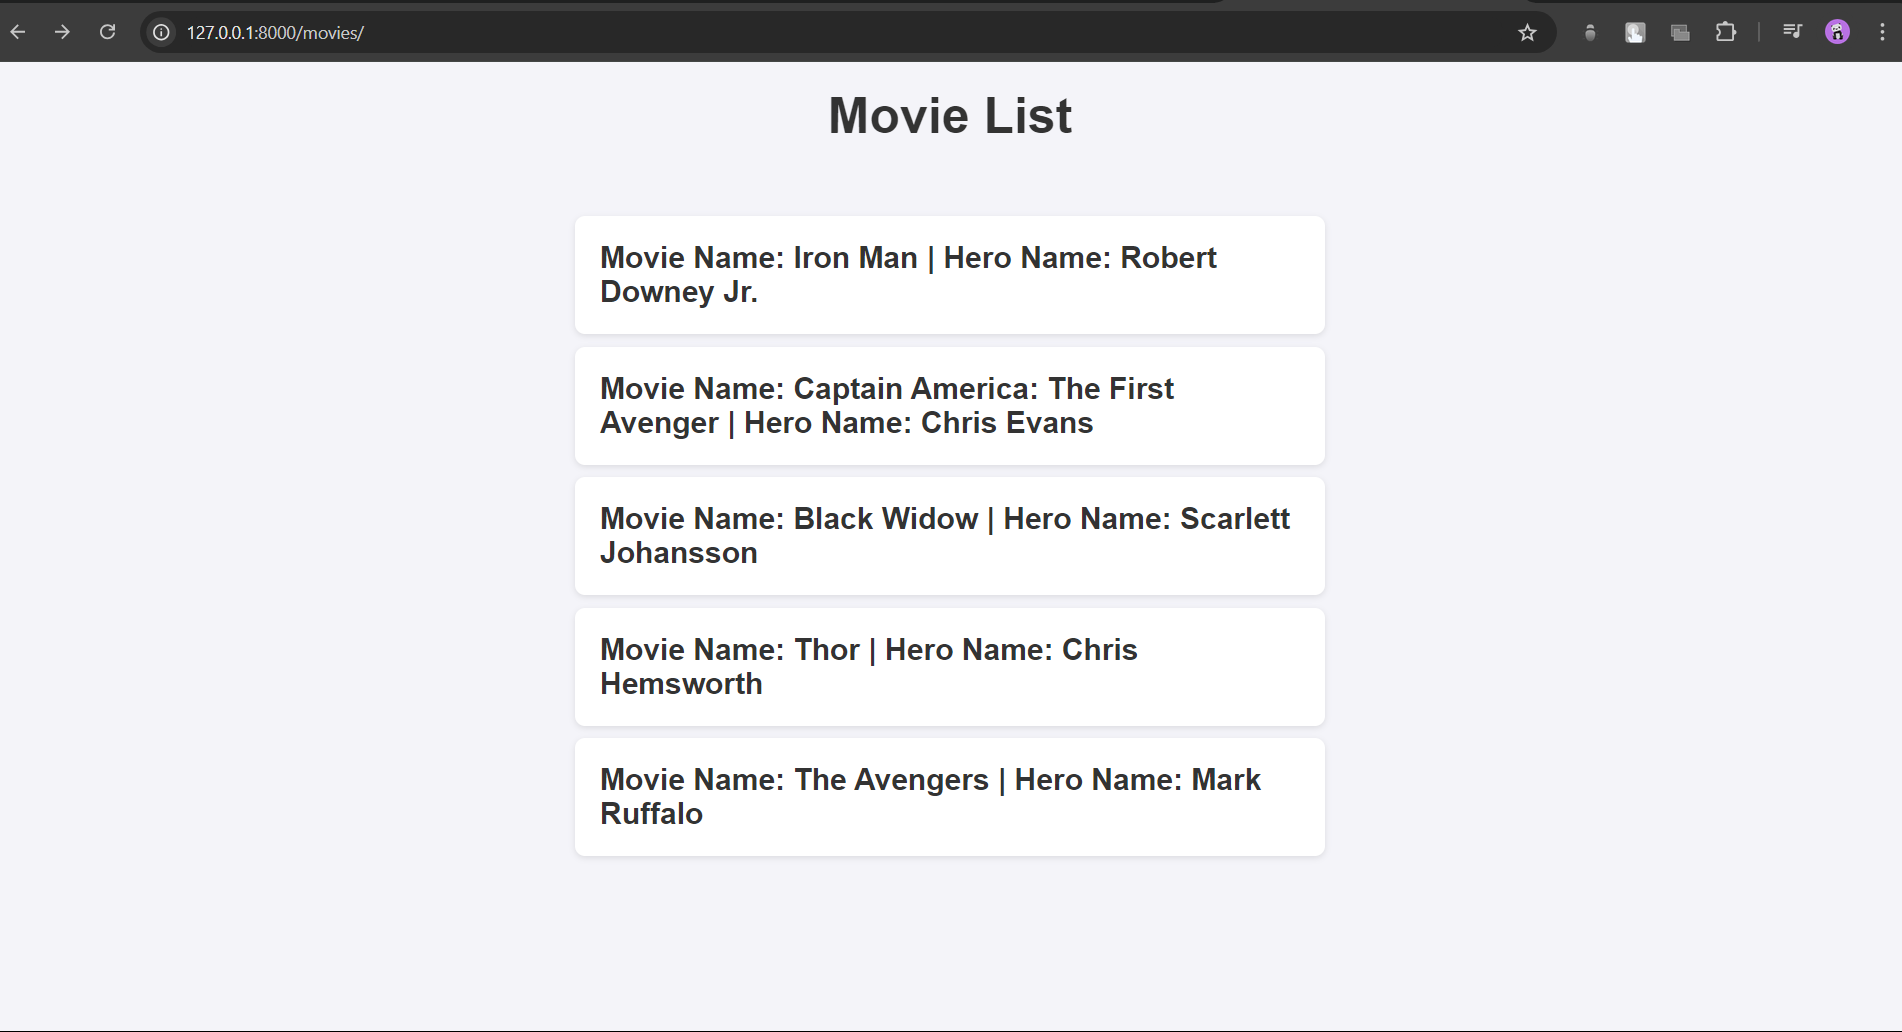 127.0.0.1:8000/movies/
Movie List
Movie Name: Iron Man | Hero Name: Robert
Downey Jr.
Movie Name: Captain America: The First
Avenger | Hero Name: Chris Evans
Movie Name: Black Widow | Hero Name: Scarlett
Johansson
Movie Name: Thor | Hero Name: Chris
Hemsworth
Movie Name: The Avengers | Hero Name: Mark
Ruffalo